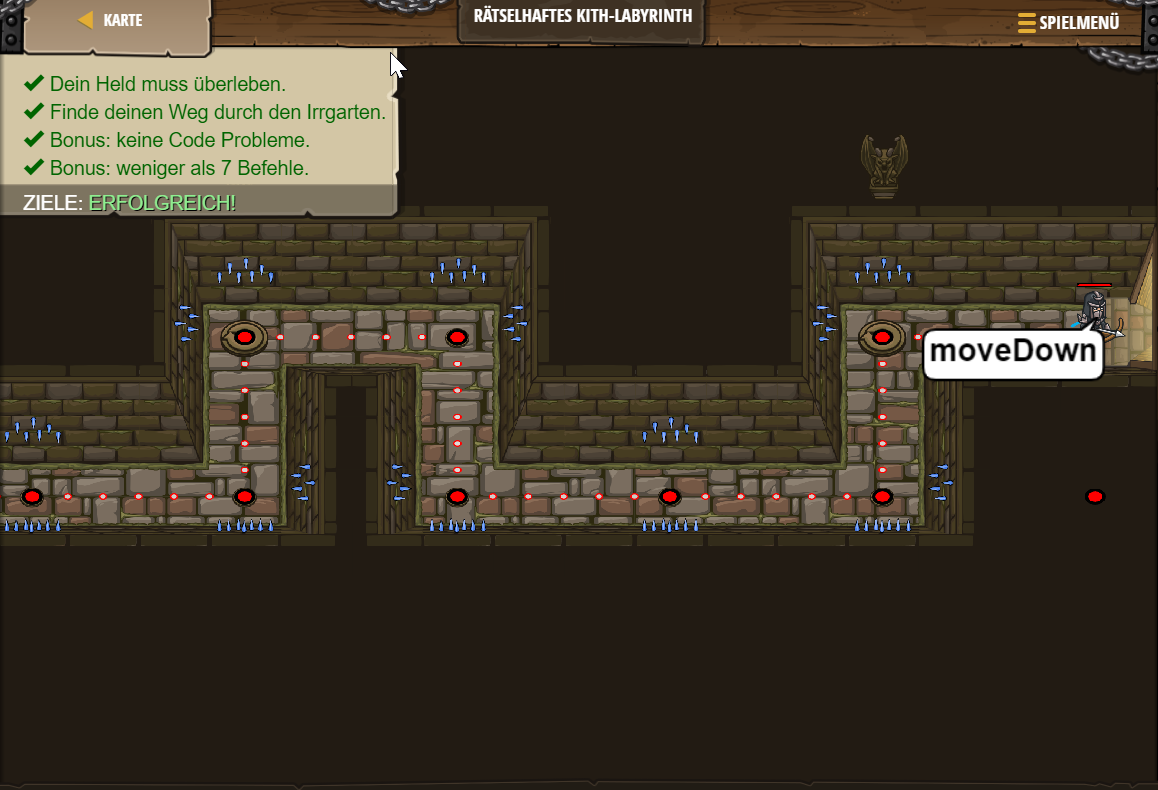 KARTE
RÄTSELHAFTES KITH-LABYRINTH
SPIELMENÜ
Dein Held muss überleben.
Finde deinen Weg durch den Irrgarten.
Bonus: keine Code Probleme.
Bonus: weniger als 7 Befehle.
ZIELE: ERFOLGREICH!
moveDown